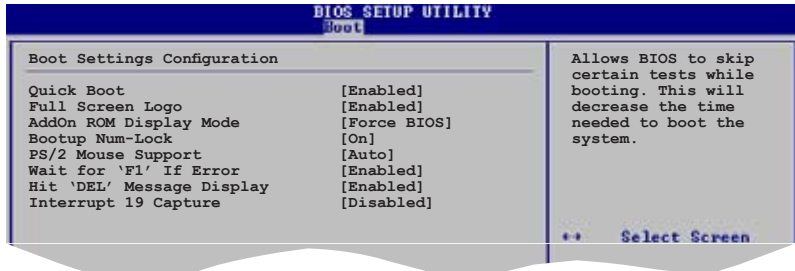 BIOS SETUP UTILITY
Boot
Boot Settings Configuration
Quick Boot [Enabled]
Full Screen Logo [Enabled]
AddOn ROM Display Mode [Force BIOS]
Bootup Num-Lock [On]
PS/2 Mouse Support [Auto]
Wait for ‘F1’ If Error [Enabled]
Hit ‘DEL’ Message Display [Enabled]
Interrupt 19 Capture [Disabled]
Allows BIOS to skip
certain tests while
booting. This will
decrease the time
needed to boot the
system.
↔ Select Screen